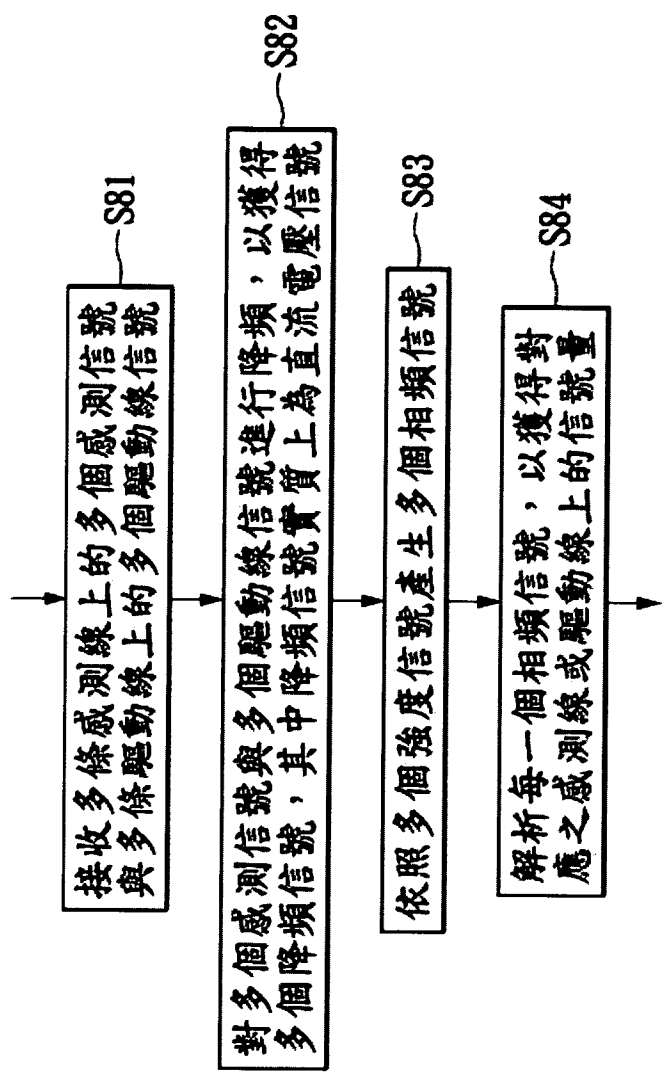 接收多條感測線上的多個感測信號
與多條驅動線上的多個驅動線信號
S81
對多個感測信號與多個驅動線信號進行降頻，以獲得
多個降頻信號，其中降頻信號實質上為直流電壓信號
S82
依照多個強度信號產生多個相頻信號
S83
解析每一個相頻信號，以獲得對
應之感測線或驅動線上的信號量
S84